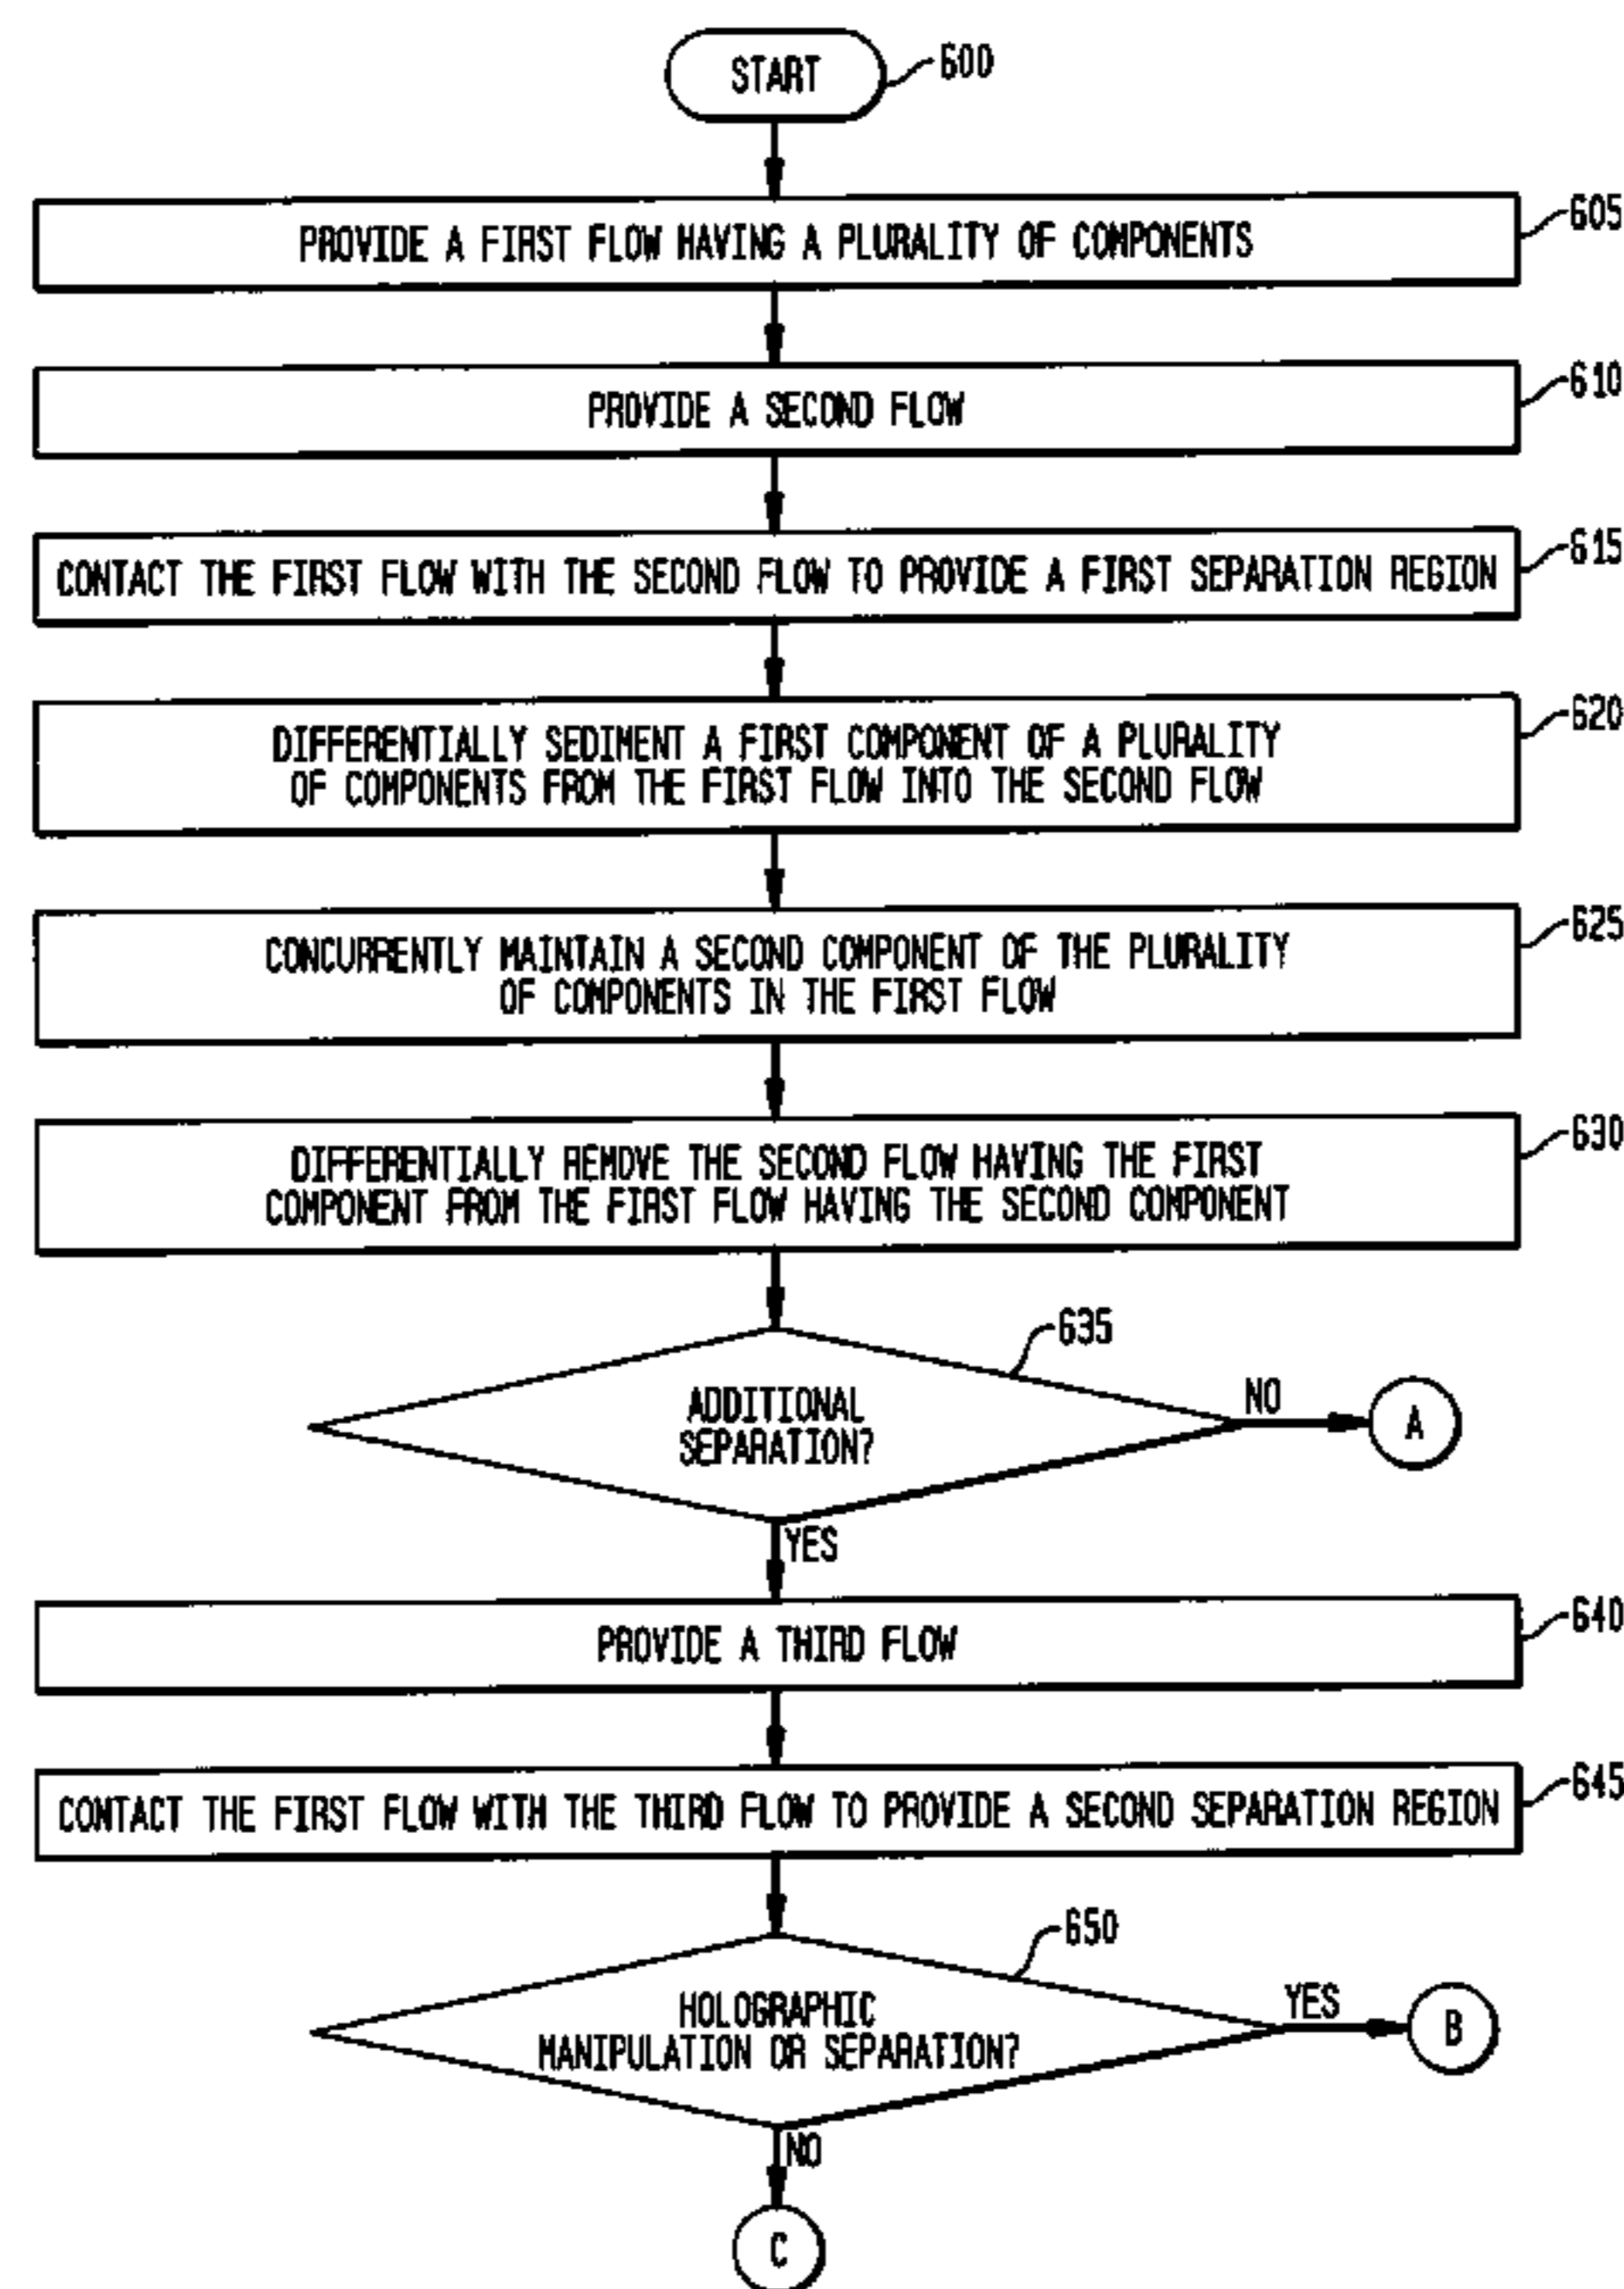 START
600
PROVIDE A FIRST FLOW HAVING A PLURALITY OF COMPONENTS
605
PROVIDE A SECOND FLOW
610
CONTACT THE FIRST FLOW WITH THE SECOND FLOW TO PROVIDE A FIRST SEPARATION REGION
615
DIFFERENTIALLY SEDIMENT A FIRST COMPONENT OF A PLURALITY
OF COMPONENTS FROM THE FIRST FLOW INTO THE SECOND FLOW
620
CONCURRENTLY MAINTAIN A SECOND COMPONENT OF THE PLURALITY
OF COMPONENTS IN THE FIRST FLOW
625
DIFFERENTIALLY REMOVE THE SECOND FLOW HAVING THE FIRST
COMPONENT FROM THE FIRST FLOW HAVING THE SECOND COMPONENT
630
635
ADDITIONAL
SEPARATION?
NO
A
YES
PROVIDE A THIRD FLOW
640
CONTACT THE FIRST FLOW WITH THE THIRD FLOW TO PROVIDE A SECOND SEPARATION REGION
645
650
HOLOGRAPHIC
MANIPULATION OR SEPARATION?
YES
B
NO
C